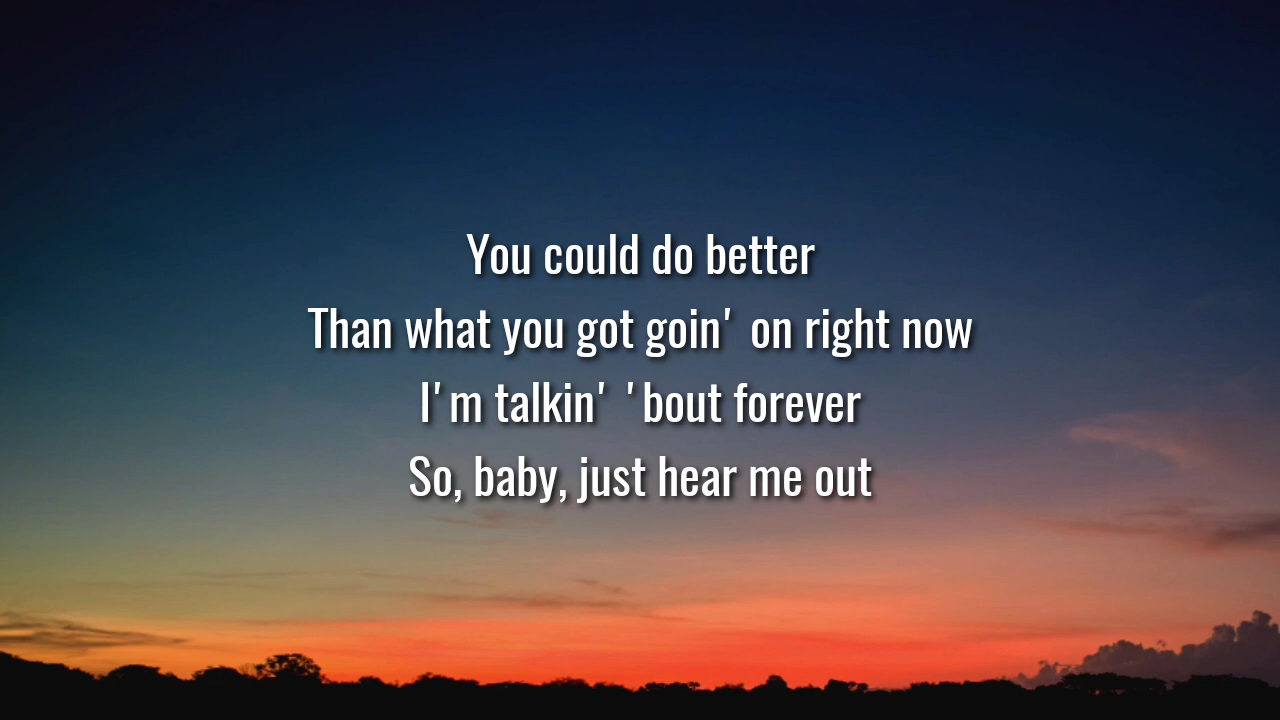 You could do better
Than what you got goin' on right now
I'm talkin' 'bout forever
So, baby, just hear me out